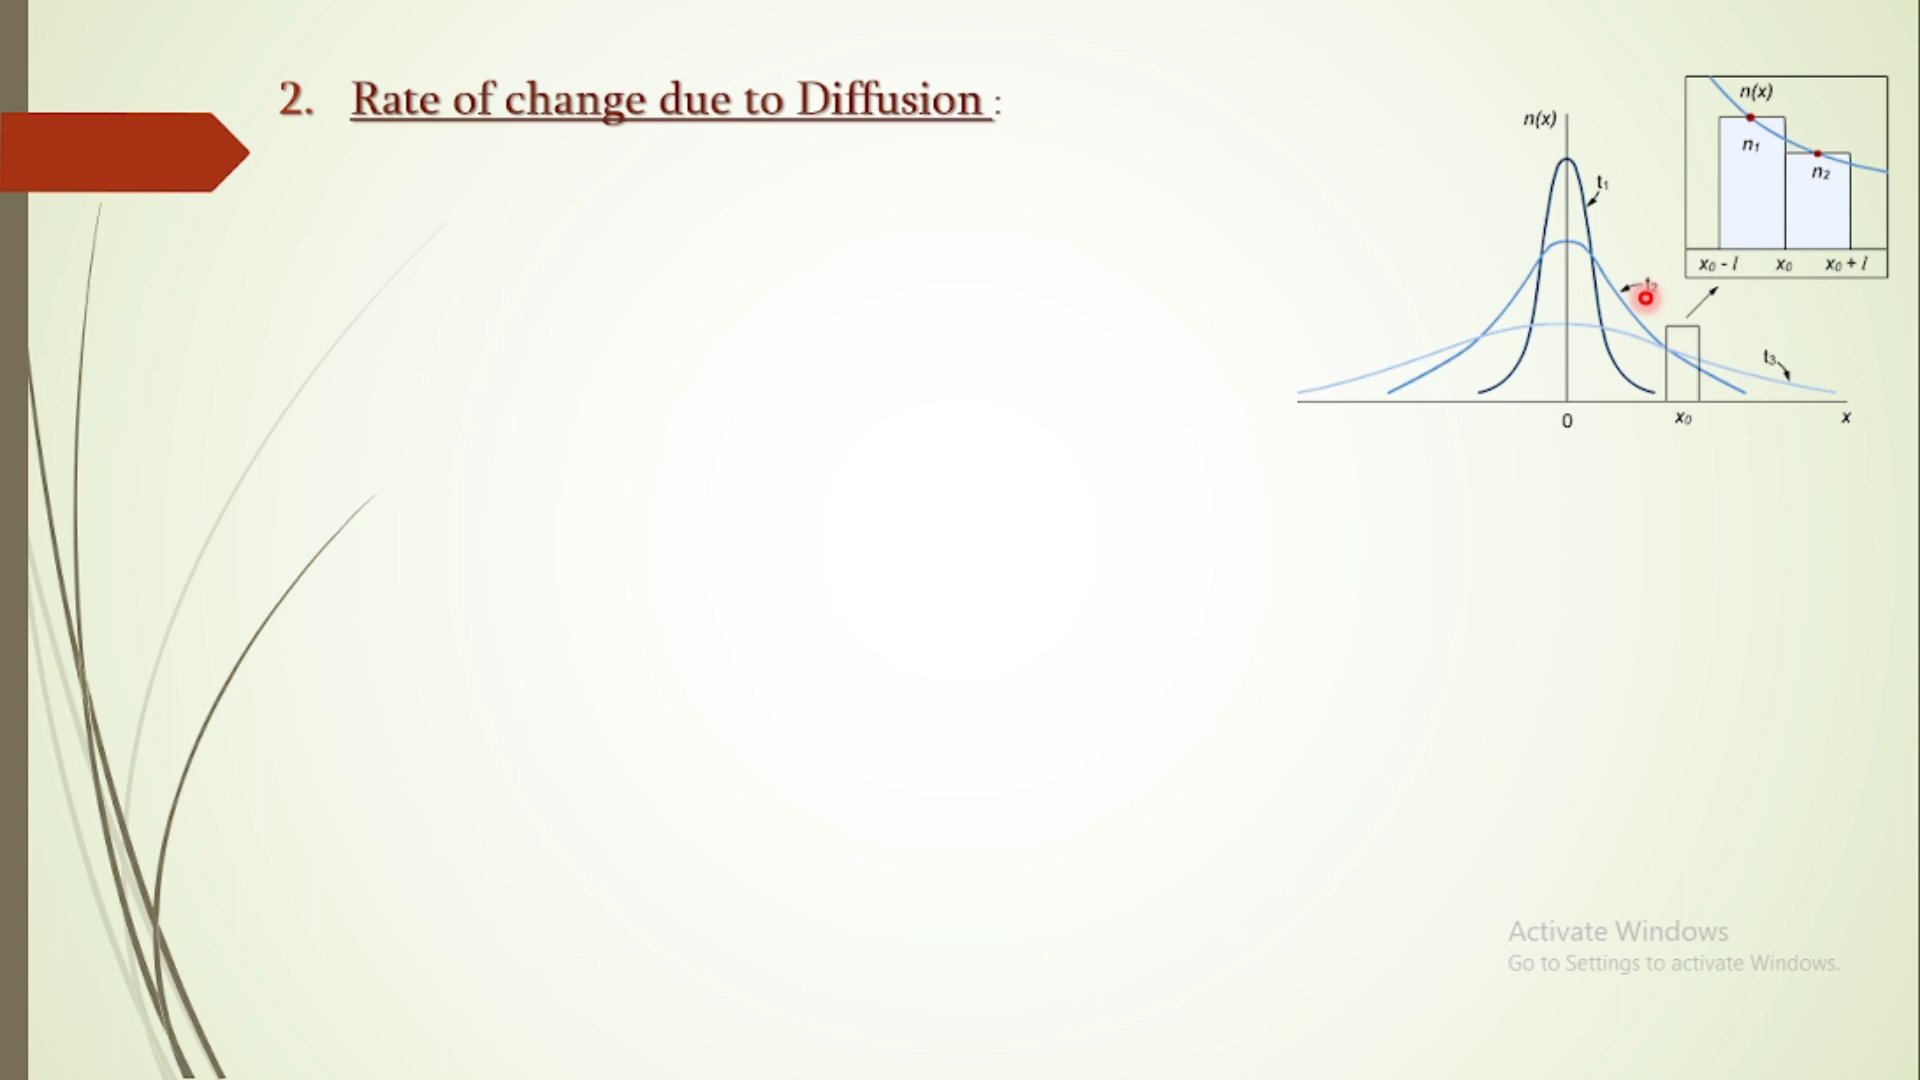 2. Rate of change due to Diffusion :
n(x)
t₁
t₂
t₃
0
x₀
x
n(x)
n₁
n₂
x₀ - l
x₀
x₀ + l
Activate Windows
Go to Settings to activate Windows.